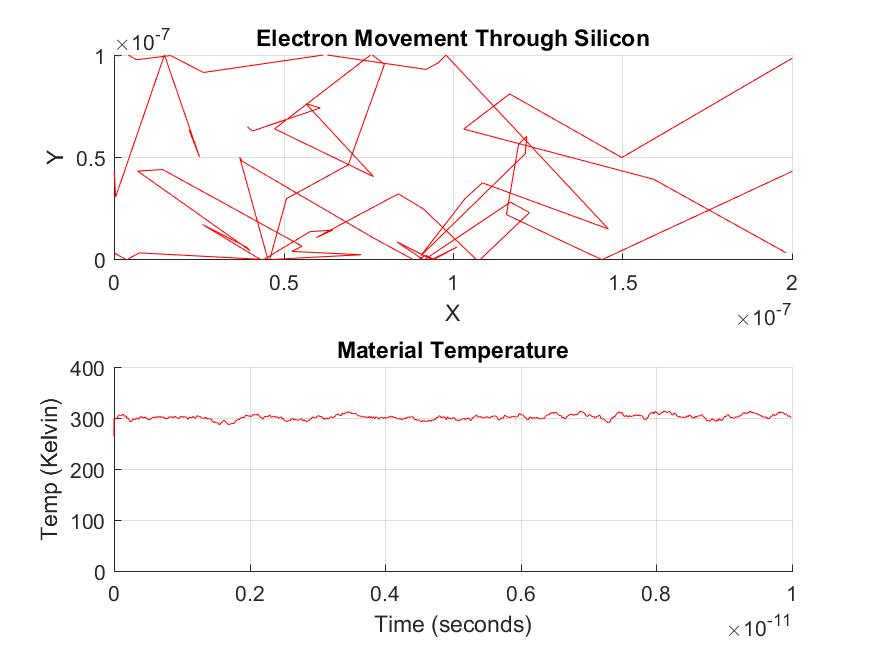 ×10⁻⁷
Electron Movement Through Silicon
1
0.5
0
Y
0 0.5 1 1.5 2
X
×10⁻⁷
Material Temperature
400
300
200
100
0
Temp (Kelvin)
0 0.2 0.4 0.6 0.8 1
Time (seconds)
×10⁻¹¹